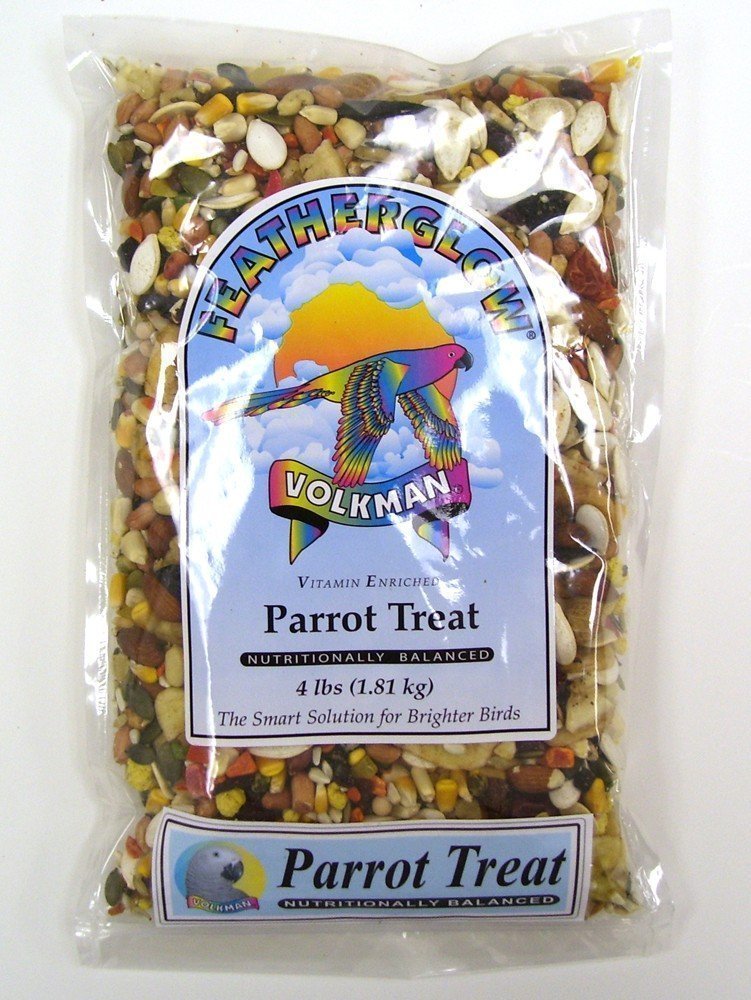 FEATHERGLOW®
VOLKMAN®
VITAMIN ENRICHED
Parrot Treat
NUTRITIONALLY BALANCED
4 lbs (1.81 kg)
The Smart Solution for Brighter Birds
Parrot Treat
VOLKMAN
NUTRITIONALLY BALANCED